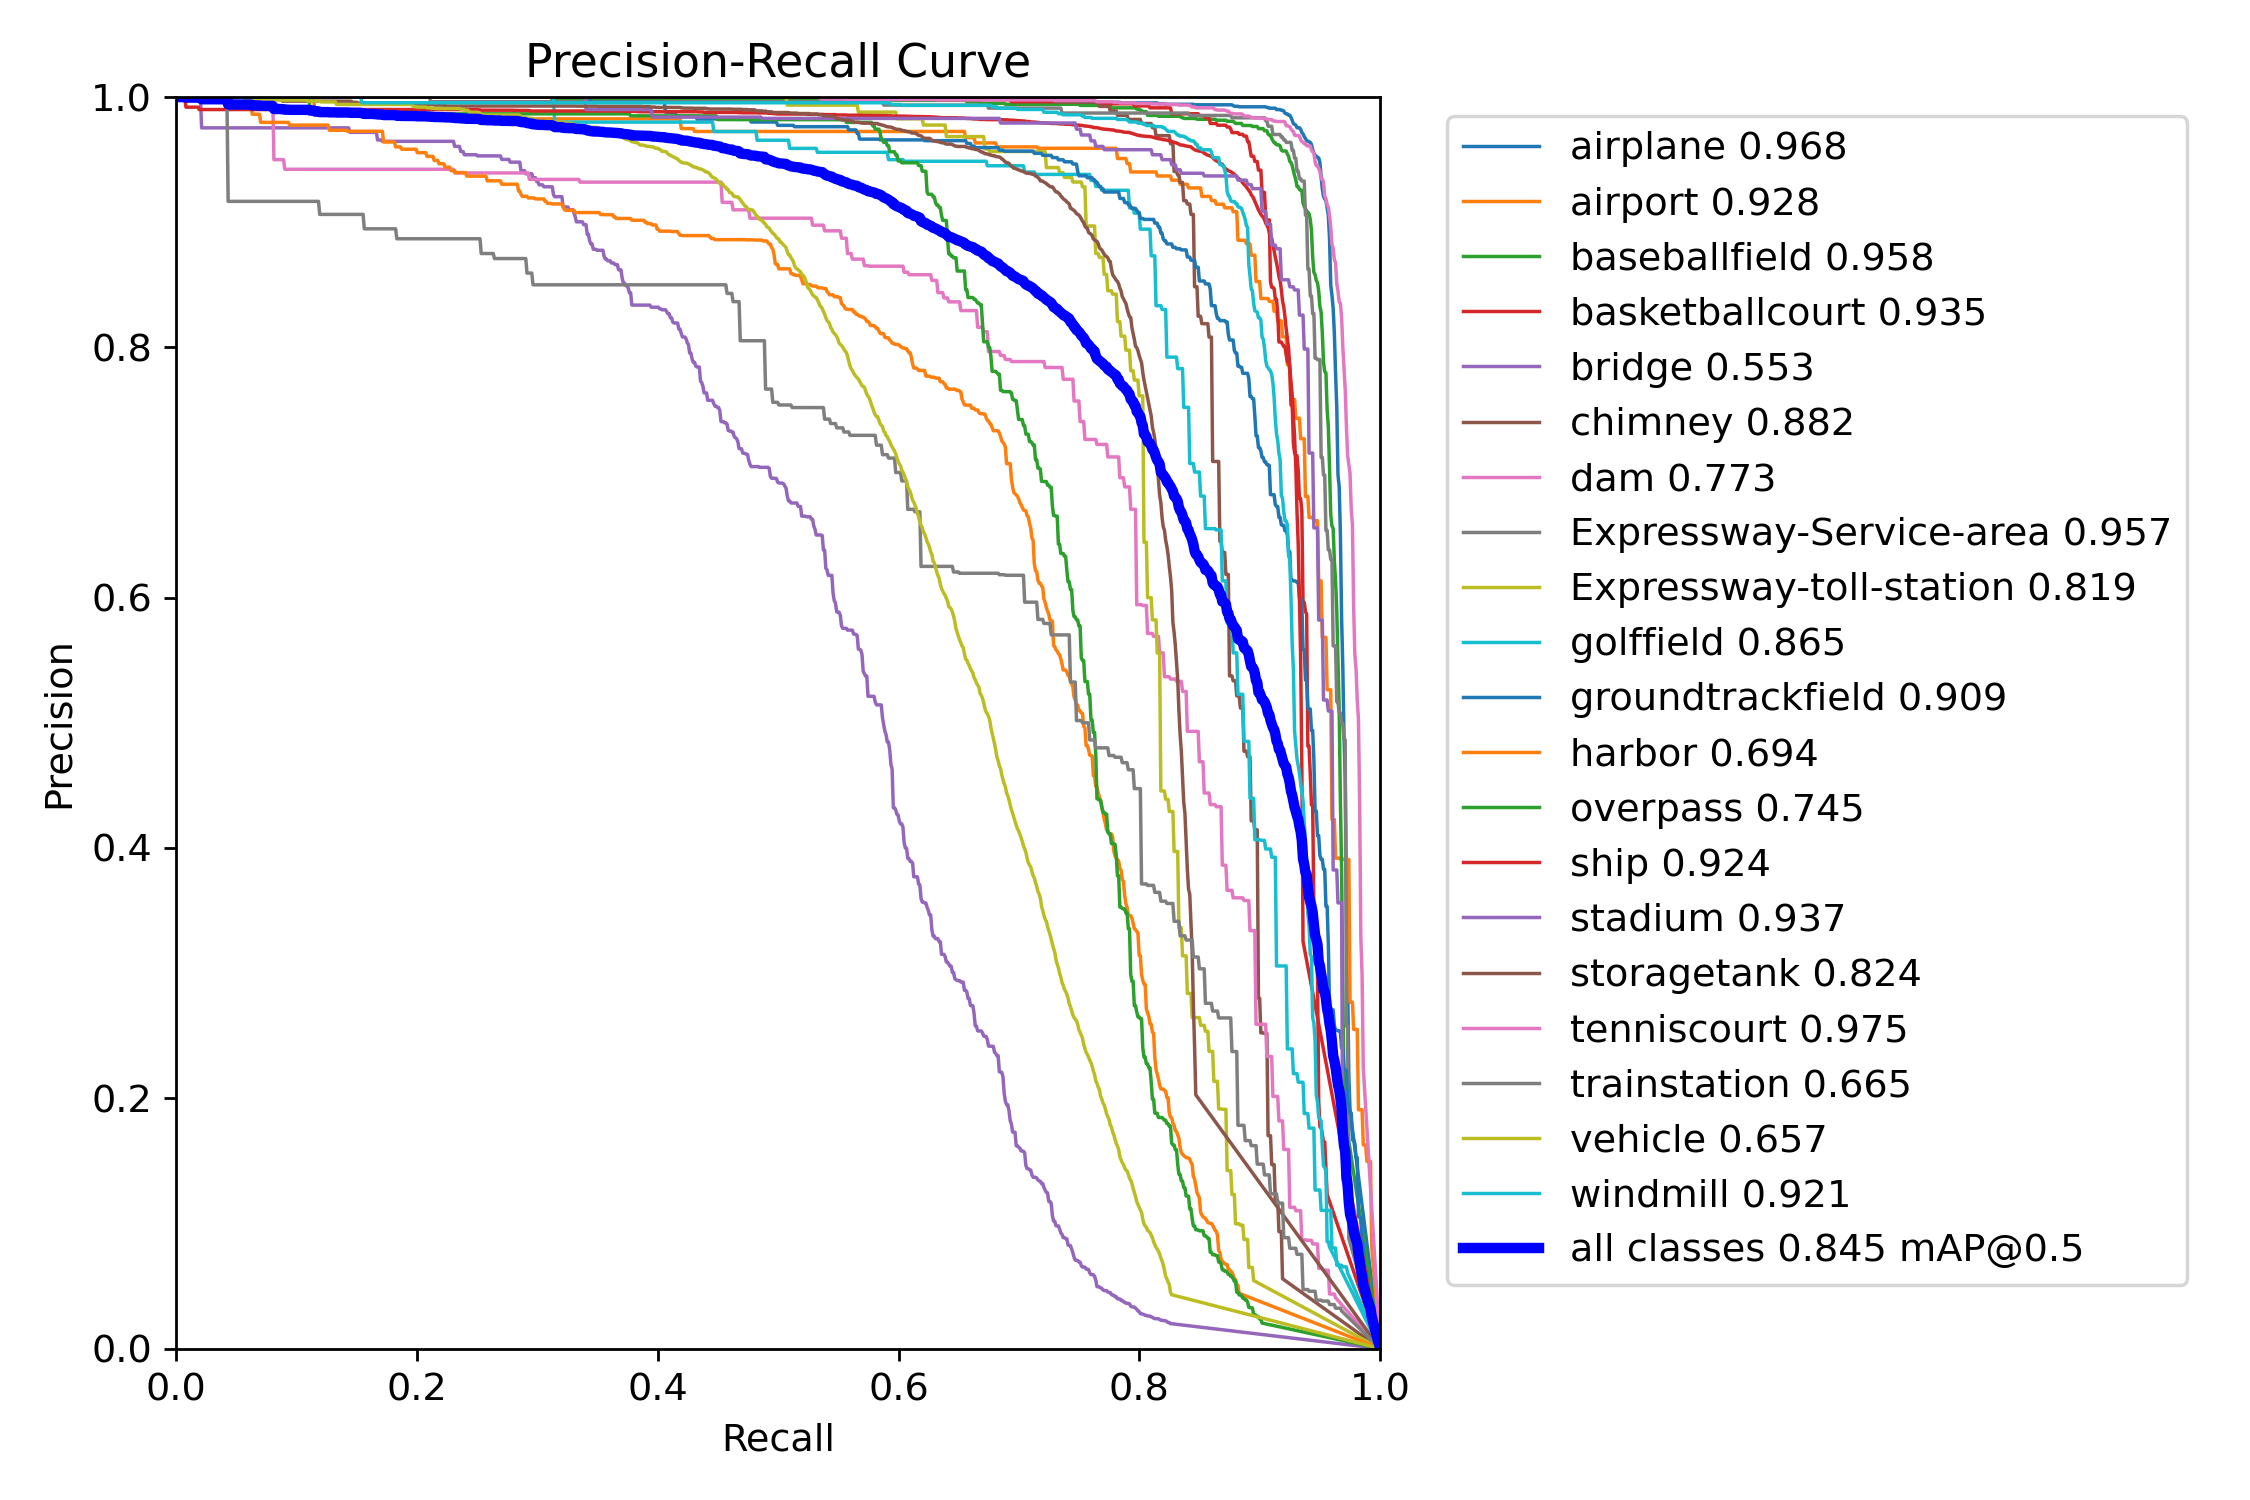 Precision-Recall Curve
1.0
0.8
0.6
0.4
0.2
0.0
Precision
0.0 0.2 0.4 0.6 0.8 1.0
Recall
airplane 0.968
airport 0.928
baseballfield 0.958
basketballcourt 0.935
bridge 0.553
chimney 0.882
dam 0.773
Expressway-Service-area 0.957
Expressway-toll-station 0.819
golffield 0.865
groundtrackfield 0.909
harbor 0.694
overpass 0.745
ship 0.924
stadium 0.937
storagetank 0.824
tenniscourt 0.975
trainstation 0.665
vehicle 0.657
windmill 0.921
all classes 0.845 mAP@0.5